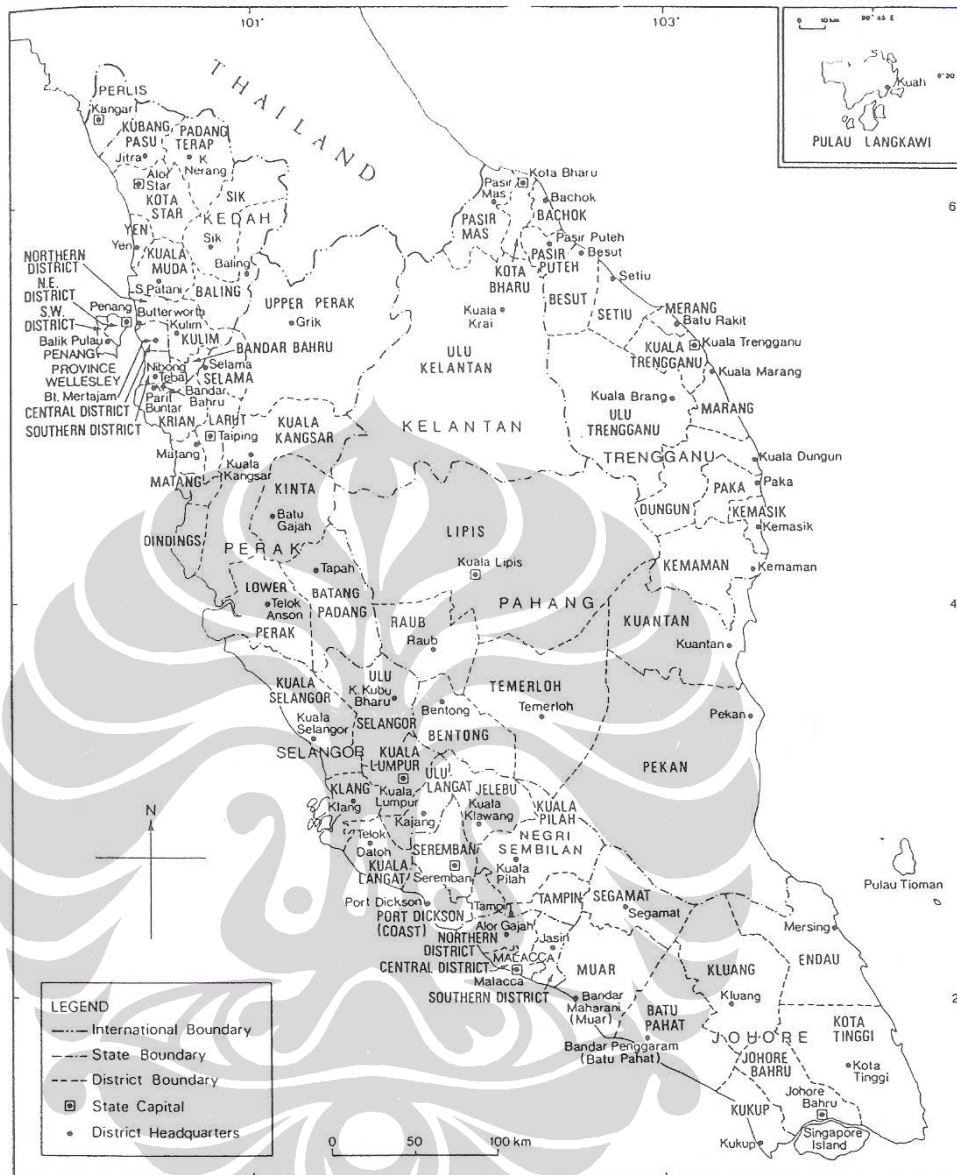 101°
103°
0 10 km 99° 45 E
Kuah
6° 20'
PULAU LANGKAWI
THAILAND
PERLIS
Kangar
KUBANG
PASU
PADANG
TERAP
Jitra
K
Nerang
Alor
Star
KOTA
STAR
SIK
KEDAH
YEN
Yen
Sik
KUALA
MUDA
Baling
S.Patani
BALING
NORTHERN
DISTRICT
N.E.
DISTRICT
S.W.
DISTRICT
Penang
Butterworth
Kulim
KULIM
Balik Pulau
PENANG
PROVINCE
WELLESLEY
Bt. Mertajam
CENTRAL DISTRICT
SOUTHERN DISTRICT
BANDAR BAHRU
Nibong
Tebal
Selama
SELAMA
Bandar
Bahru
Parit
Buntar
KRIAN
LARUT
Taiping
Matang
MATANG
Kuala
Kangsar
KUALA
KANGSAR
UPPER PERAK
Grik
Pasir
Mas
PASIR
MAS
Kota Bharu
Bachok
BACHOK
KOTA
BHARU
Pasir Puteh
PASIR
PUTEH
Besut
BESUT
Setiu
SETIU
Kuala
Krai
ULU
KELANTAN
KELANTAN
MERANG
Batu Rakit
Kuala Trengganu
KUALA
TRENGGANU
Kuala Marang
MARANG
Kuala Brang
ULU
TRENGGANU
TRENGGANU
Kuala Dungun
PAKA
Paka
DUNGUN
KEMASIK
Kemasik
KEMAMAN
Kemaman
KINTA
Batu
Gajah
DINDINGS
PERAK
Tapah
LOWER
PERAK
Telok
Anson
BATANG
PADANG
LIPIS
Kuala Lipis
PAHANG
RAUB
Raub
KUANTAN
Kuantan
KUALA
SELANGOR
Kuala
Selangor
SELANGOR
ULU
SELANGOR
K. Kubu
Bharu
Bentong
BENTONG
TEMERLOH
Temerloh
Pekan
PEKAN
KUALA
LUMPUR
Kuala
Lumpur
ULU
LANGAT
KLANG
Klang
Kajang
JELEBU
Kuala
Klawang
KUALA
PILAH
NEGRI
SEMBILAN
Kuala
Pilah
Telok
Datoh
KUALA
LANGAT
SEREMBAN
Seremban
Port Dickson
PORT DICKSON
(COAST)
Tampin
TAMPIN
Alor Gajah
NORTHERN
DISTRICT
Jasin
MALACCA
CENTRAL DISTRICT
Malacca
SOUTHERN DISTRICT
SEGAMAT
Segamat
MUAR
Bandar
Maharani
(Muar)
BATU
PAHAT
Bandar Penggaram
(Batu Pahat)
KLUANG
Kluang
Mersing
ENDAU
Pulau Tioman
JOHORE
KOTA
TINGGI
Kota
Tinggi
JOHORE
BAHRU
Johore
Bahru
KUKUP
Kukup
Singapore
Island
6
4
2
N
LEGEND
International Boundary
State Boundary
District Boundary
State Capital
District Headquarters
0 50 100 km